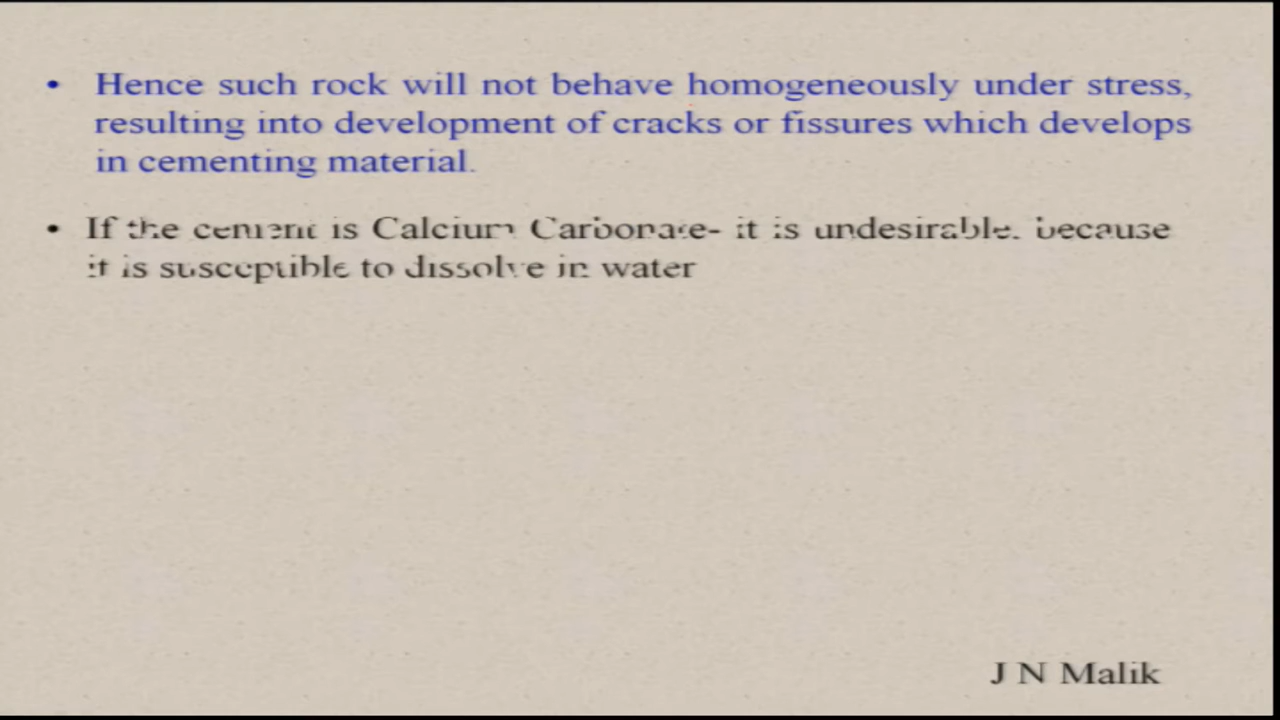 • Hence such rock will not behave homogeneously under stress,
resulting into development of cracks or fissures which develops
in cementing material.
• If the cement is Calcium Carbonate- it is undesirable. because
it is susceptible to dissolve in water
J N Malik